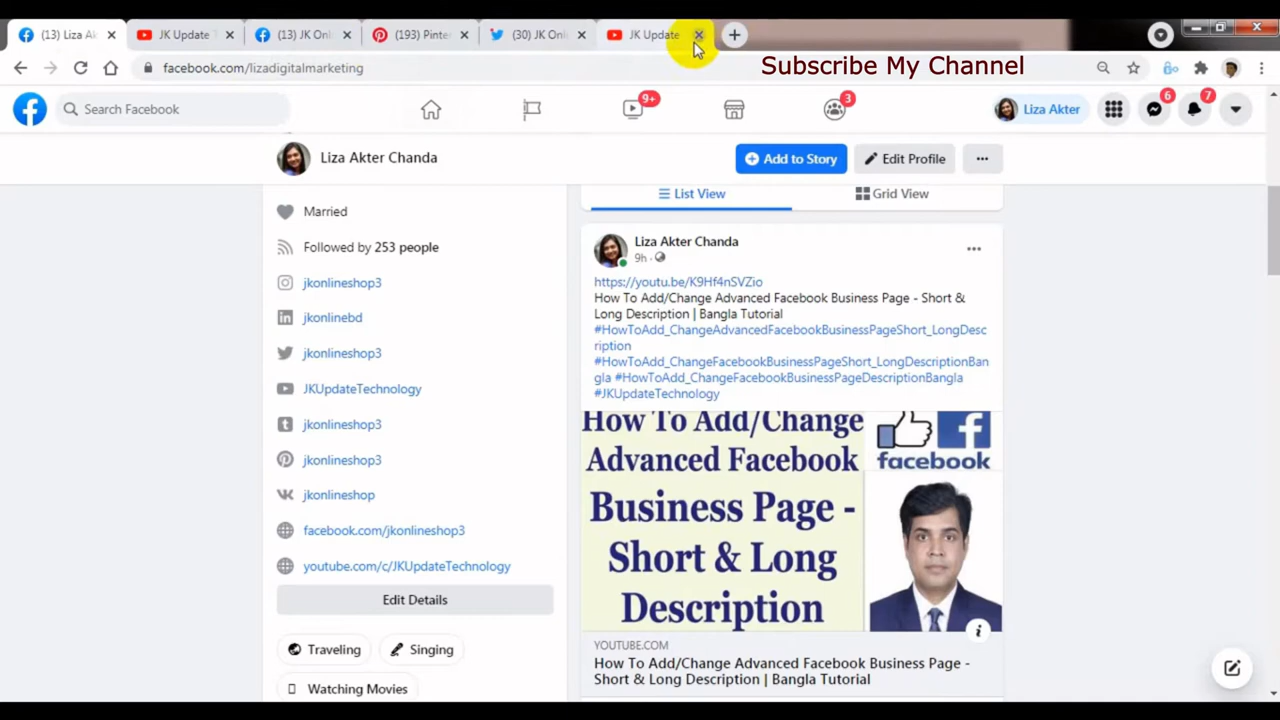 (13) Liza Ak
JK Update
(13) JK Onl
(193) Pinter
(30) JK On
JK Update
facebook.com/lizadigitalmarketing
Subscribe My Channel
Search Facebook
9+
3
Liza Akter
6
7
Liza Akter Chanda
Add to Story
Edit Profile
Married
Followed by 253 people
jkonlineshop3
jkonlinebd
jkonlineshop3
JKUpdateTechnology
jkonlineshop3
jkonlineshop3
jkonlineshop
facebook.com/jkonlineshop3
youtube.com/c/JKUpdateTechnology
Edit Details
Traveling
Singing
Watching Movies
List View
Grid View
Liza Akter Chanda
9h
https://youtu.be/K9Hf4nSVZio
How To Add/Change Advanced Facebook Business Page - Short &
Long Description | Bangla Tutorial
#HowToAdd_ChangeAdvancedFacebookBusinessPageShort_LongDesc
ription
#HowToAdd_ChangeFacebookBusinessPageShort_LongDescriptionBan
gla #HowToAdd_ChangeFacebookBusinessPageDescriptionBangla
#JKUpdateTechnology
How To Add/Change
Advanced Facebook
Business Page -
Short & Long
Description
facebook
YOUTUBE.COM
How To Add/Change Advanced Facebook Business Page -
Short & Long Description | Bangla Tutorial